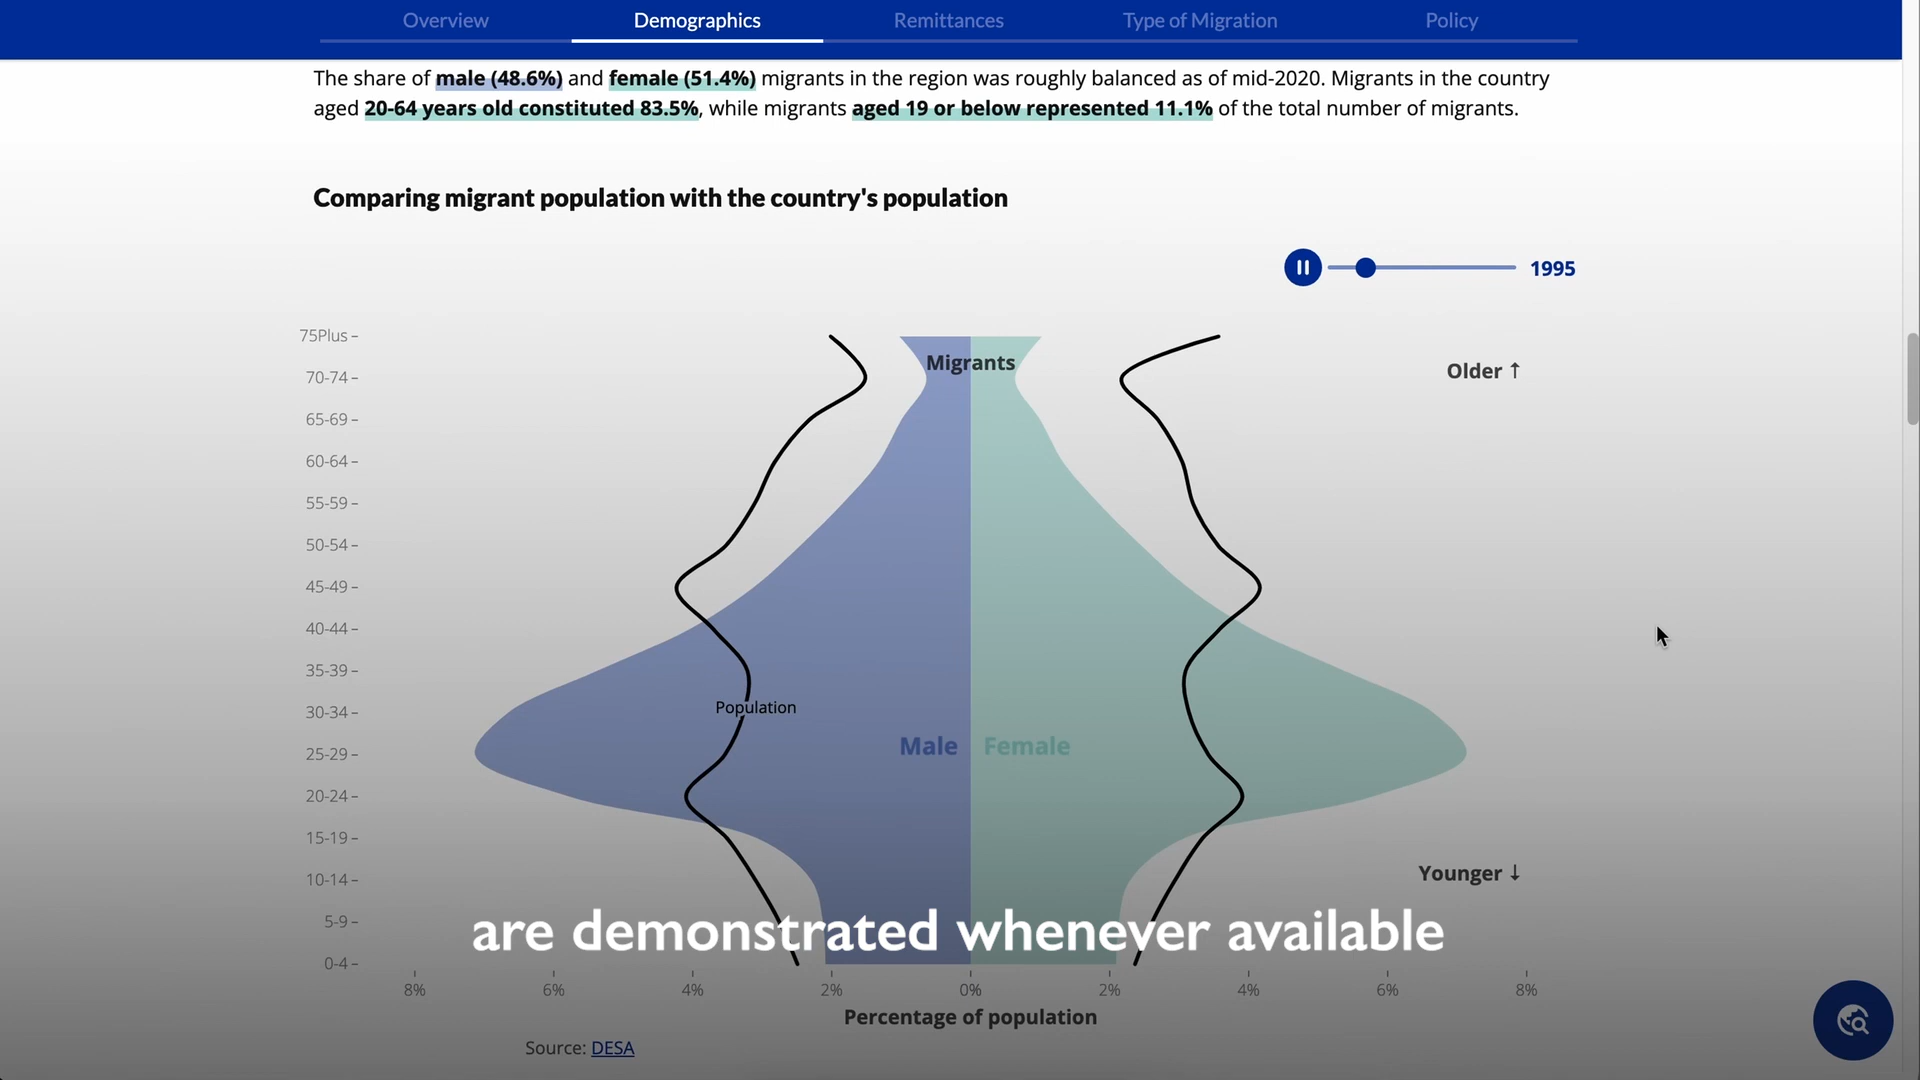 Overview Demographics Remittances Type of Migration Policy
The share of male (48.6%) and female (51.4%) migrants in the region was roughly balanced as of mid-2020. Migrants in the country
aged 20-64 years old constituted 83.5%, while migrants aged 19 or below represented 11.1% of the total number of migrants.
Comparing migrant population with the country's population
1995
75Plus
Migrants
Older ↑
70-74
65-69
60-64
55-59
50-54
45-49
40-44
35-39
30-34
Population
Male Female
25-29
20-24
15-19
10-14
Younger ↓
5-9
are demonstrated whenever available
0-4
8% 6% 4% 2% 0% 2% 4% 6% 8%
Percentage of population
Source: DESA